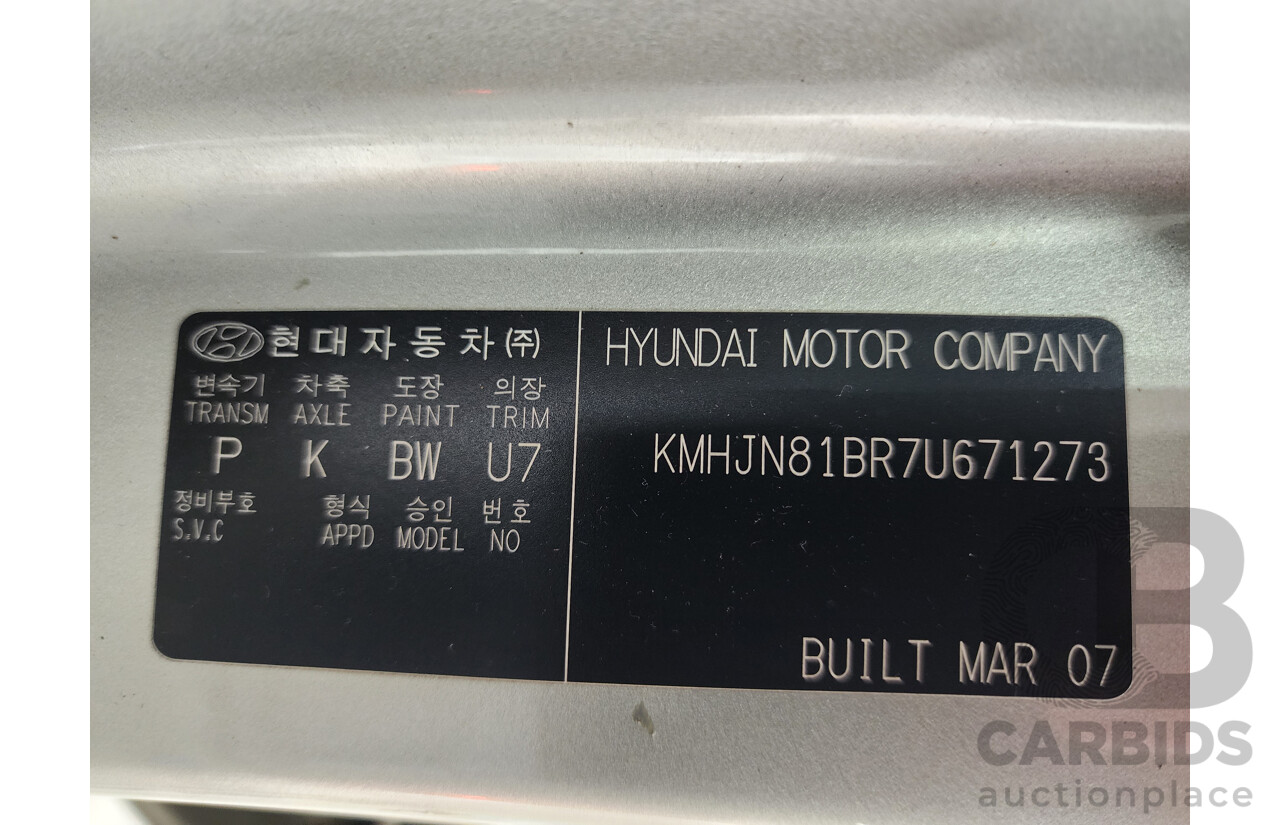 현대자동차(주)
변속기 차축 도장 의장
TRANSM AXLE PAINT TRIM
P K BW U7
정비부호 형식 승인 번호
S.V.C APPD MODEL NO
HYUNDAI MOTOR COMPANY
KMHJN81BR7U671273
BUILT MAR 07
CARBIDS
auctionplace